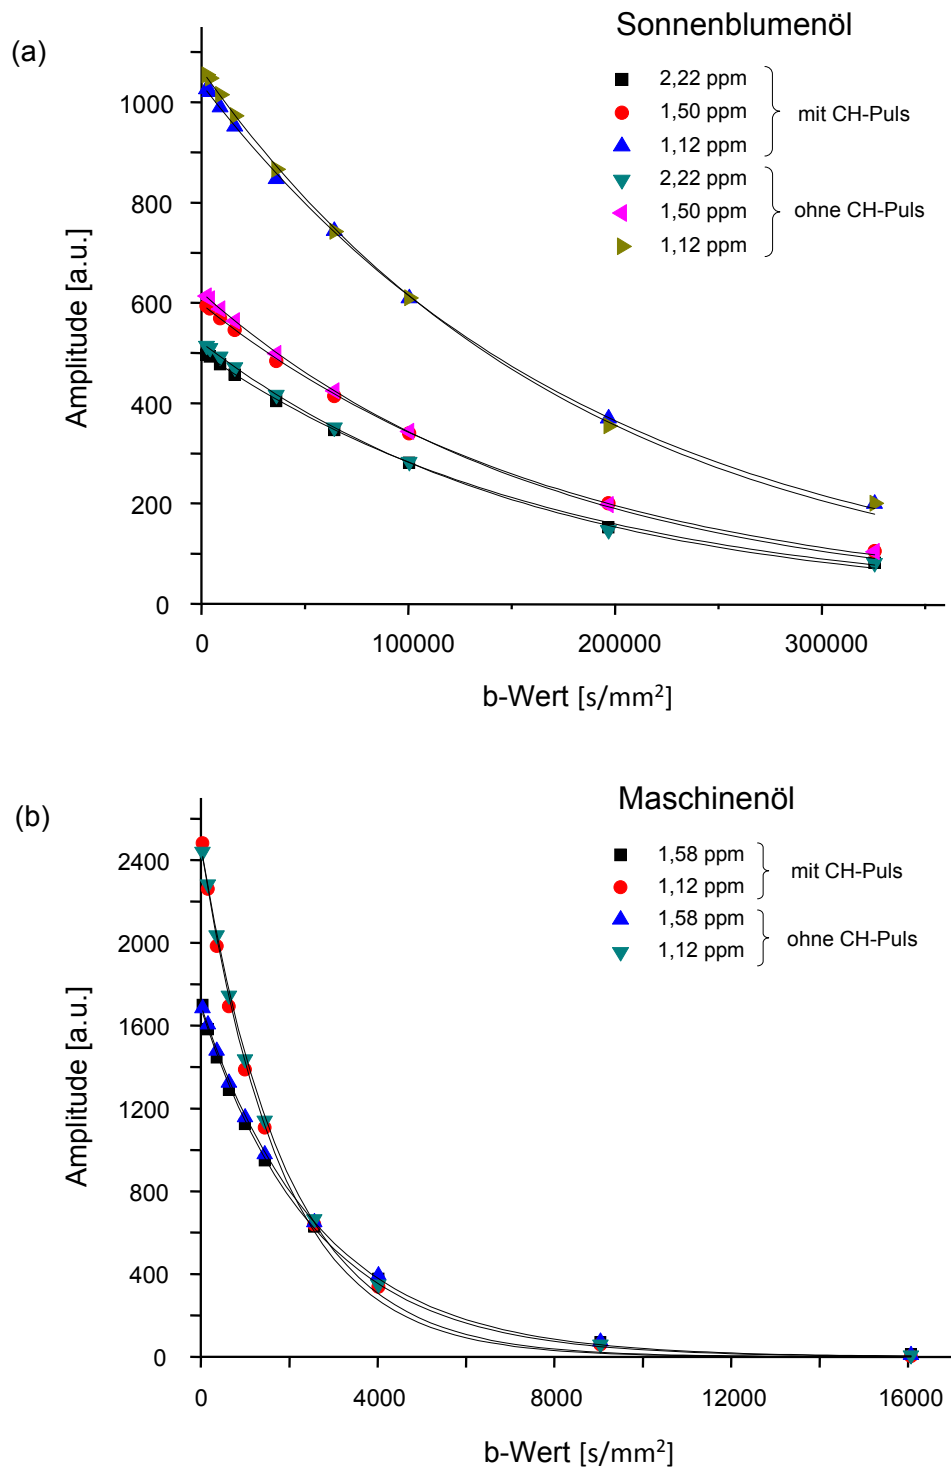 (a)
Sonnenblumenöl
2,22 ppm
1,50 ppm
1,12 ppm
mit CH-Puls
2,22 ppm
1,50 ppm
1,12 ppm
ohne CH-Puls
Amplitude [a.u.]
1000
800
600
400
200
0
0 100000 200000 300000
b-Wert [s/mm²]
(b)
Maschinenöl
1,58 ppm
1,12 ppm
mit CH-Puls
1,58 ppm
1,12 ppm
ohne CH-Puls
Amplitude [a.u.]
2400
2000
1600
1200
800
400
0
0 4000 8000 12000 16000
b-Wert [s/mm²]